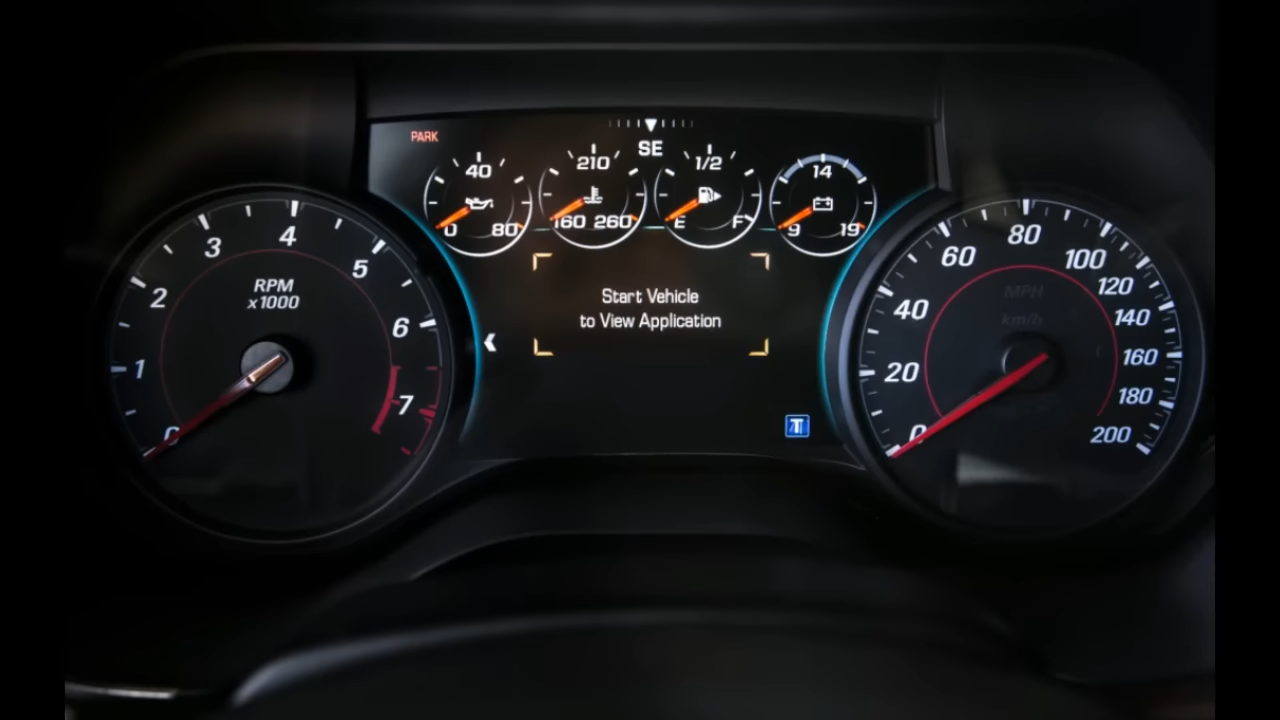 PARK
SE
40
0 80
210
160 260
1/2
E F
14
9 19
Start Vehicle
to View Application
T
RPM
x1000
0
1
2
3
4
5
6
7
MPH
km/h
0
20
40
60
80
100
120
140
160
180
200